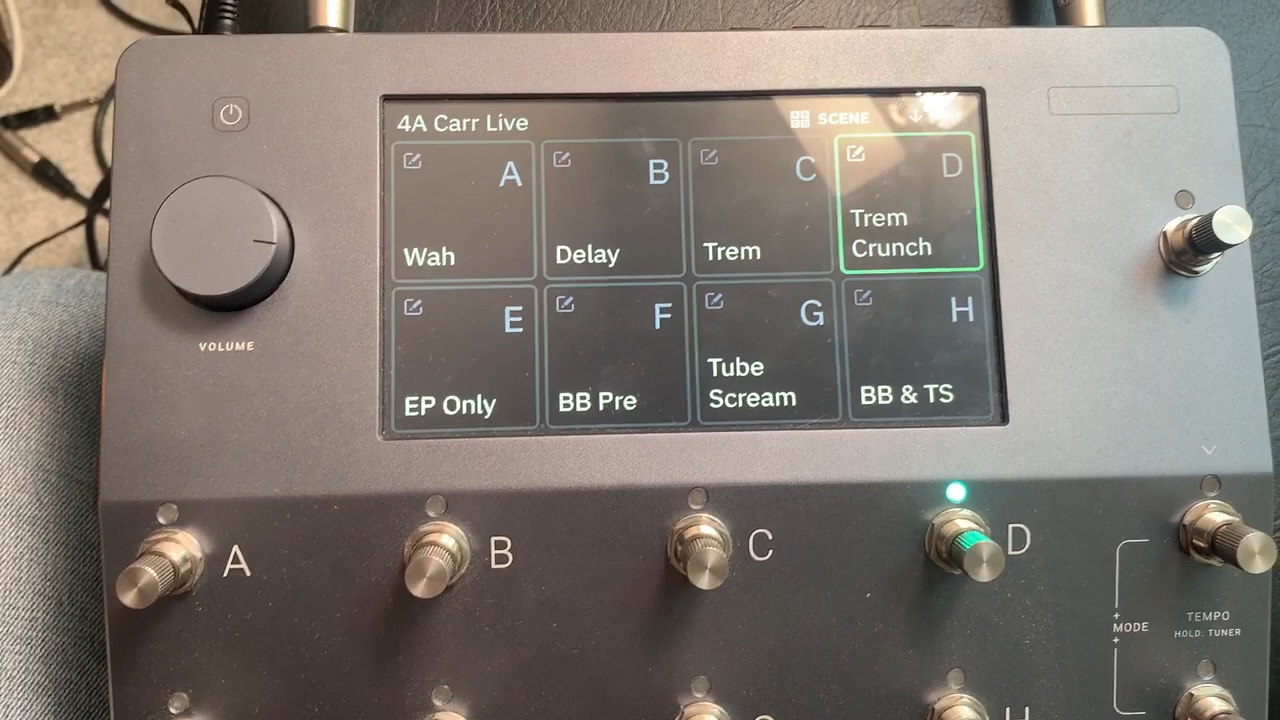 4A Carr Live
SCENE
A
Wah
B
Delay
C
Trem
D
Trem
Crunch
E
EP Only
F
BB Pre
G
Tube
Scream
H
BB & TS
VOLUME
A
B
C
D
+
MODE
+
TEMPO
HOLD: TUNER